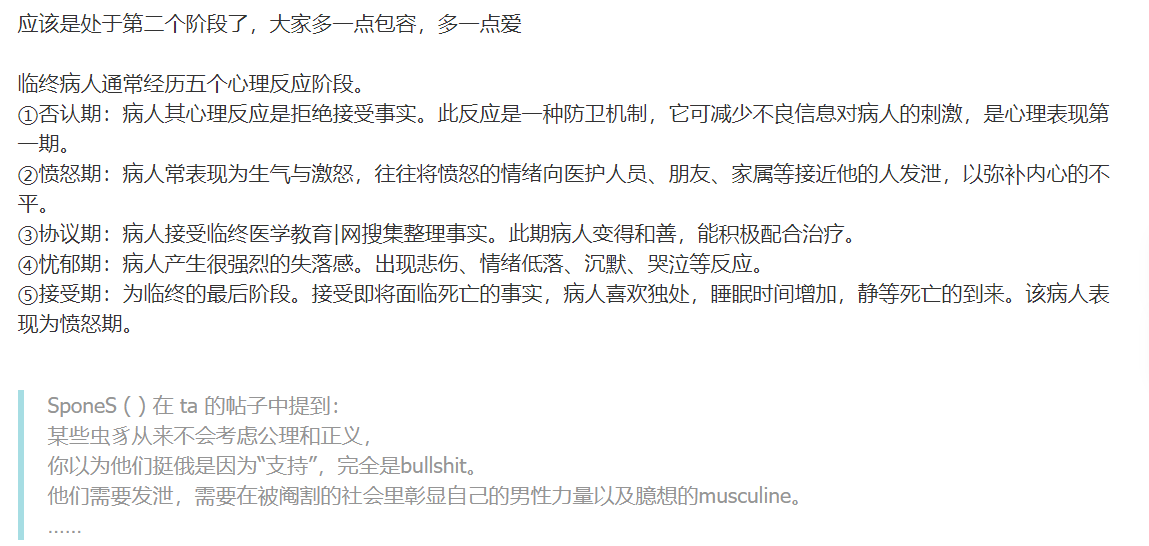 应该是处于第二个阶段了，大家多一点包容，多一点爱
临终病人通常经历五个心理反应阶段。
①否认期：病人其心理反应是拒绝接受事实。此反应是一种防卫机制，它可减少不良信息对病人的刺激，是心理表现第
一期。
②愤怒期：病人常表现为生气与激怒，往往将愤怒的情绪向医护人员、朋友、家属等接近他的人发泄，以弥补内心的不
平。
③协议期：病人接受临终医学教育|网搜集整理事实。此期病人变得和善，能积极配合治疗。
④忧郁期：病人产生很强烈的失落感。出现悲伤、情绪低落、沉默、哭泣等反应。
⑤接受期：为临终的最后阶段。接受即将面临死亡的事实，病人喜欢独处，睡眠时间增加，静等死亡的到来。该病人表
现为愤怒期。
SponeS ( ) 在 ta 的帖子中提到：
某些虫豸从来不会考虑公理和正义，
你以为他们挺俄是因为“支持”，完全是bullshit。
他们需要发泄，需要在被阉割的社会里彰显自己的男性力量以及臆想的musculine。
……